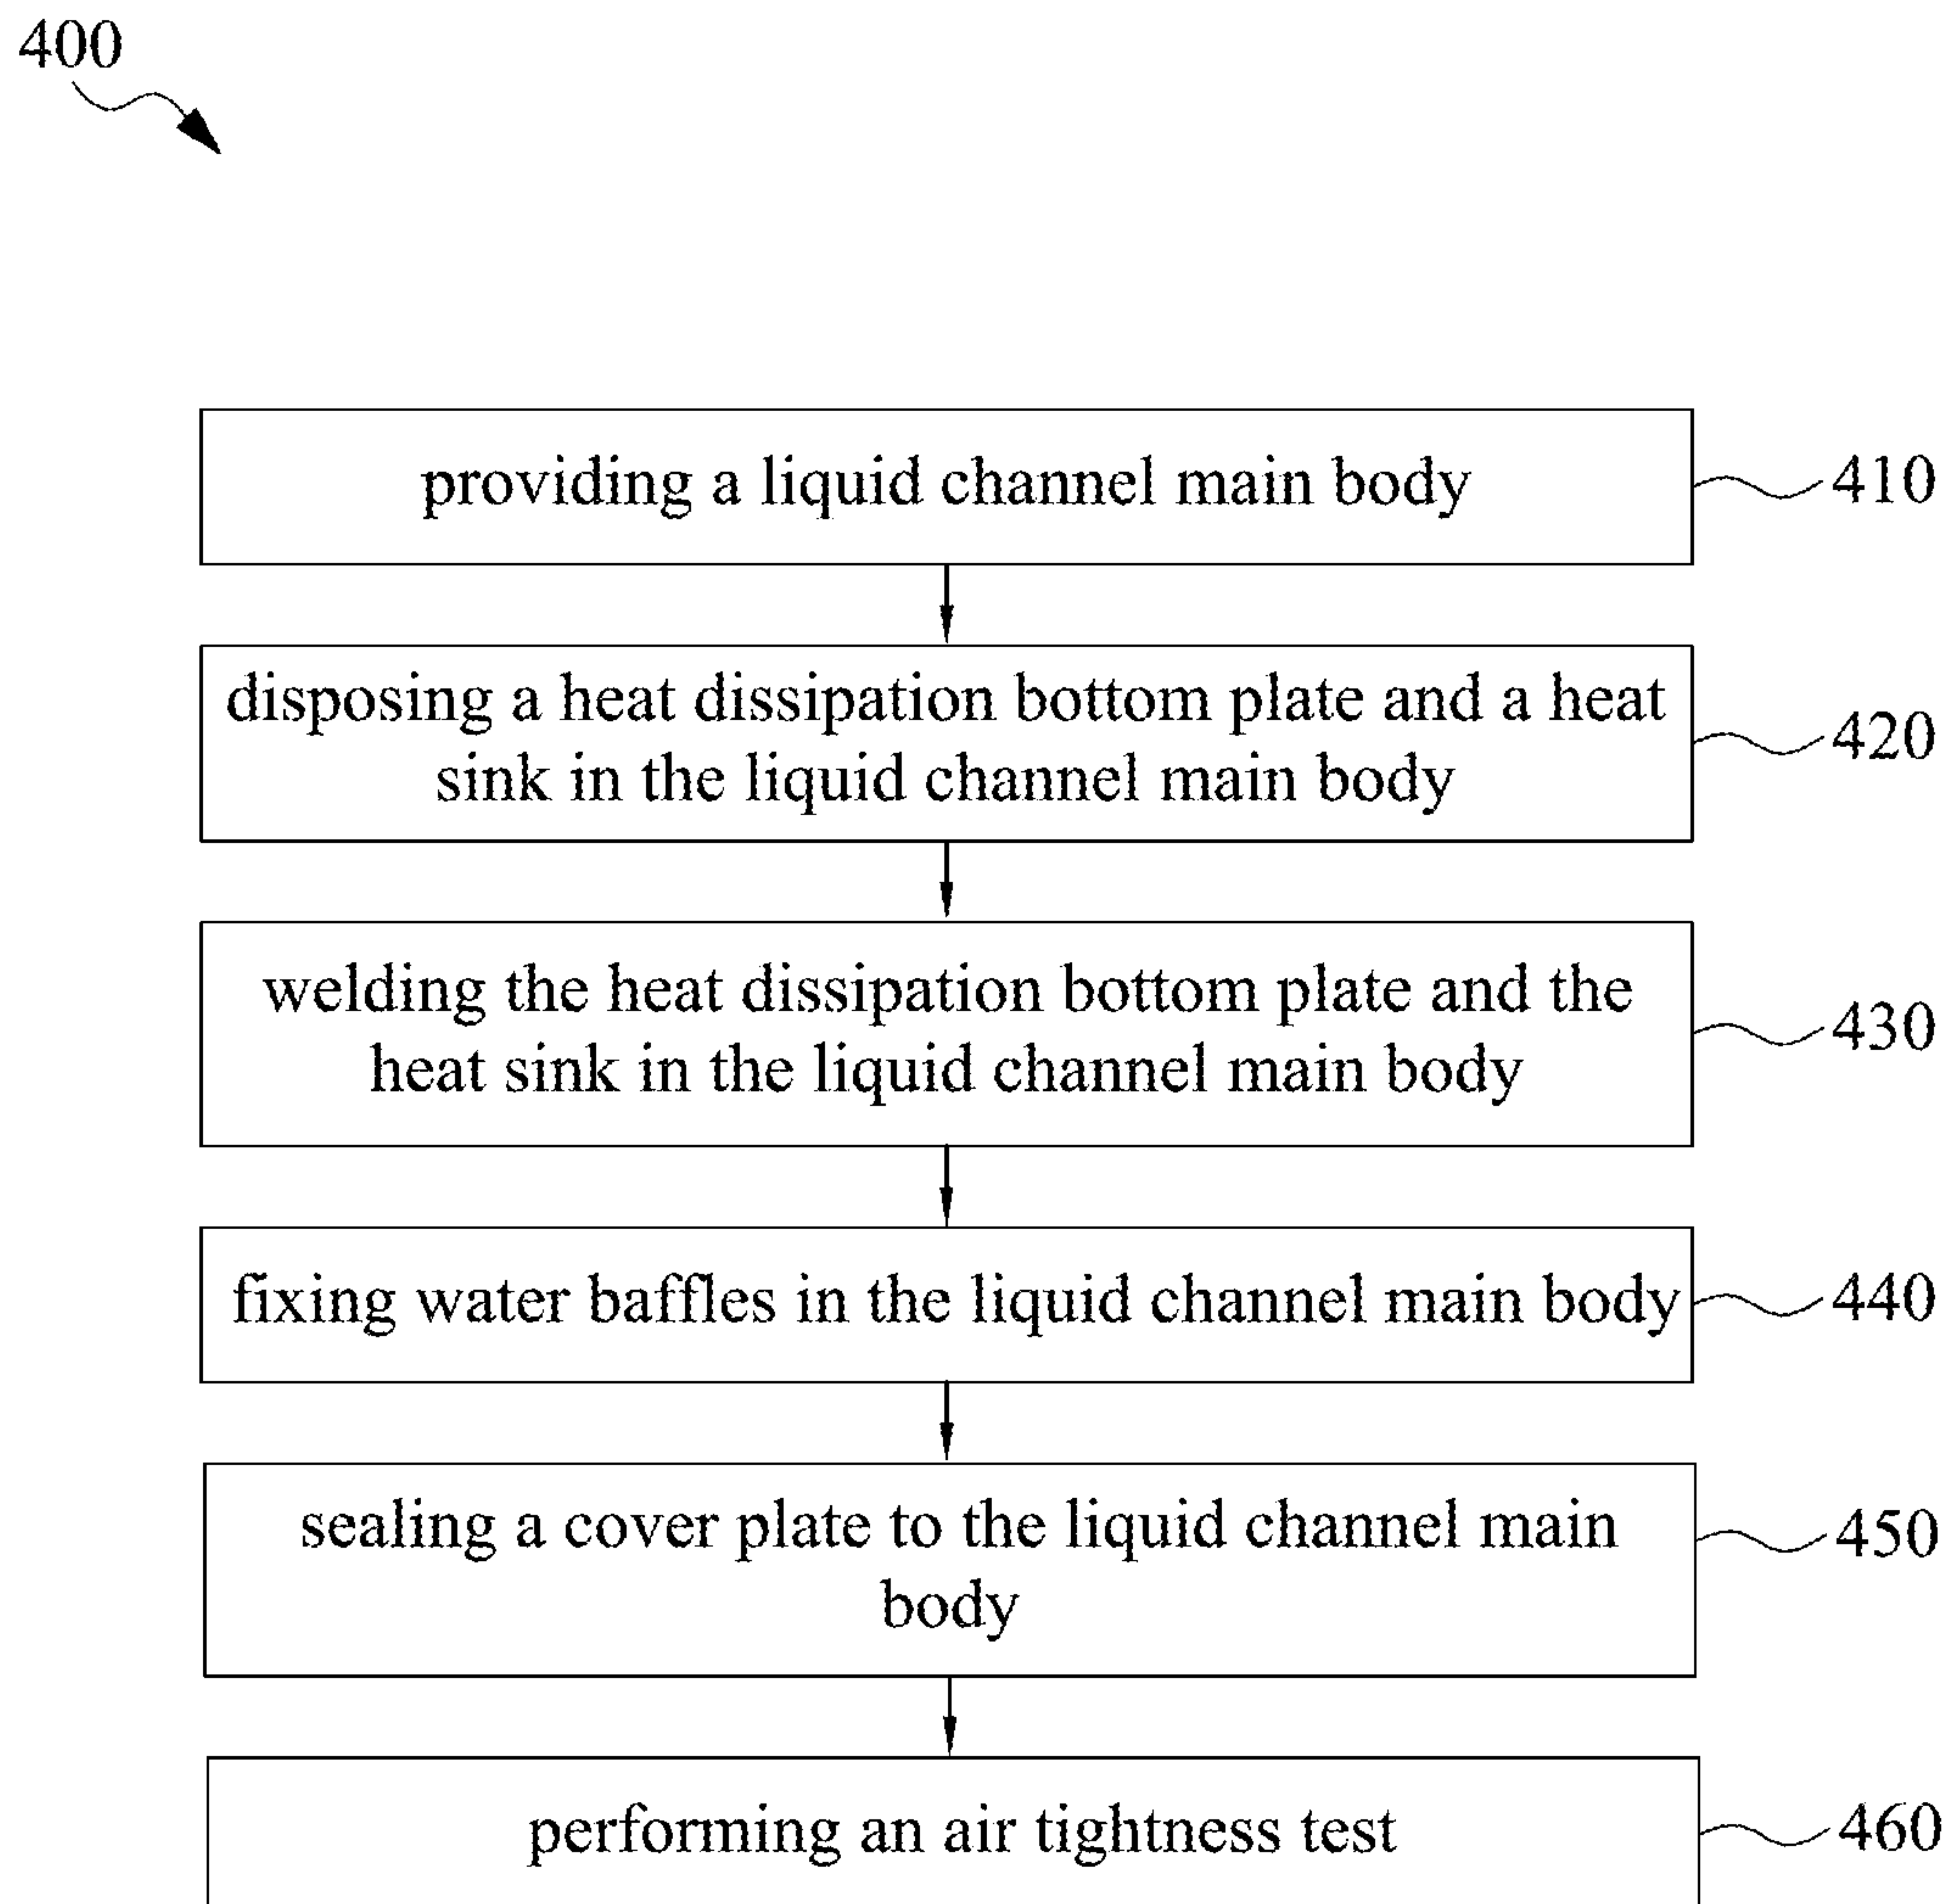 400
providing a liquid channel main body
410
disposing a heat dissipation bottom plate and a heat
sink in the liquid channel main body
420
welding the heat dissipation bottom plate and the
heat sink in the liquid channel main body
430
fixing water baffles in the liquid channel main body
440
sealing a cover plate to the liquid channel main
body
450
performing an air tightness test
460